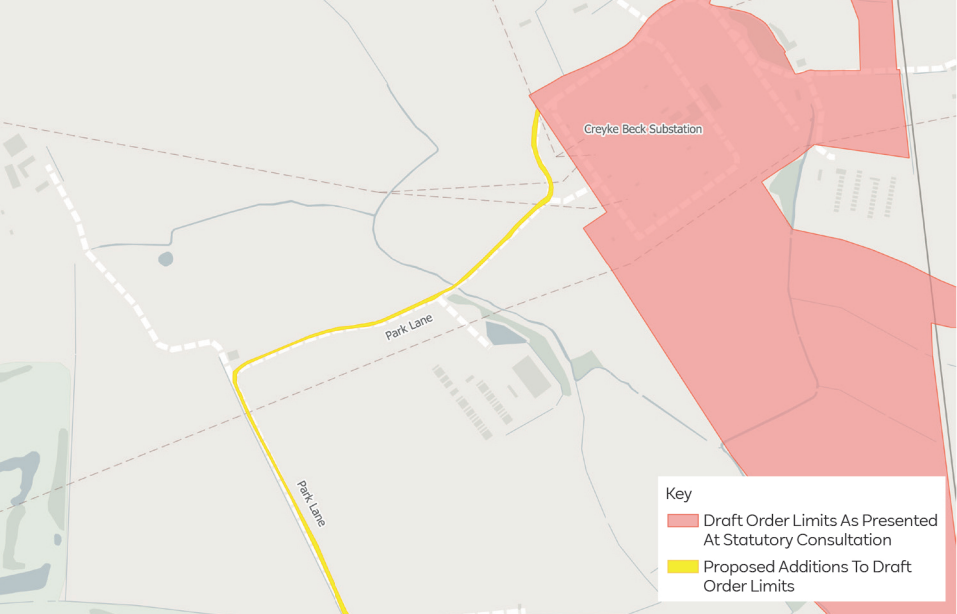 Creyke Beck Substation
Park Lane
Park Lane
Key
Draft Order Limits As Presented
At Statutory Consultation
Proposed Additions To Draft
Order Limits